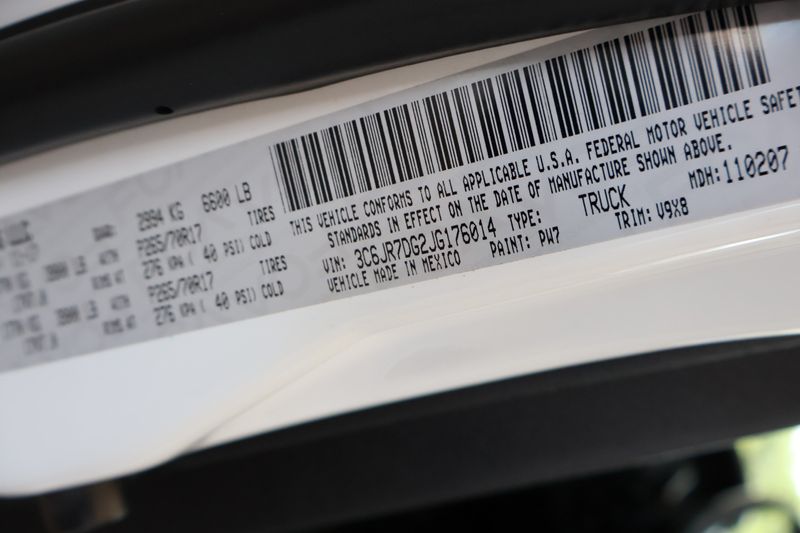 2994 KG 6600 LB
TIRES
P265/70R17
276 KPA ( 40 PSI) COLD
TIRES
P265/70R17
276 KPA ( 40 PSI) COLD
THIS VEHICLE CONFORMS TO ALL APPLICABLE U.S.A. FEDERAL MOTOR VEHICLE SAFET
STANDARDS IN EFFECT ON THE DATE OF MANUFACTURE SHOWN ABOVE.
VIN: 3C6JR7DG2JG176014 TYPE: TRUCK MDH: 110207
VEHICLE MADE IN MEXICO PAINT: PW7 TRIM: V9X8